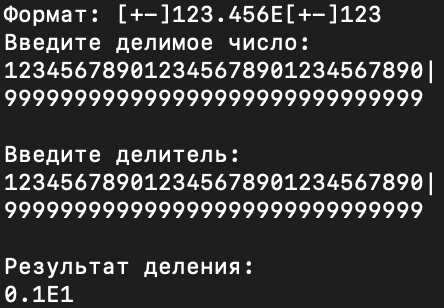 Формат: [+−]123.456E[+−]123
Введите делимое число:
123456789012345678901234567890|
999999999999999999999999999999
Введите делитель:
123456789012345678901234567890|
999999999999999999999999999999
Результат деления:
0.1E1